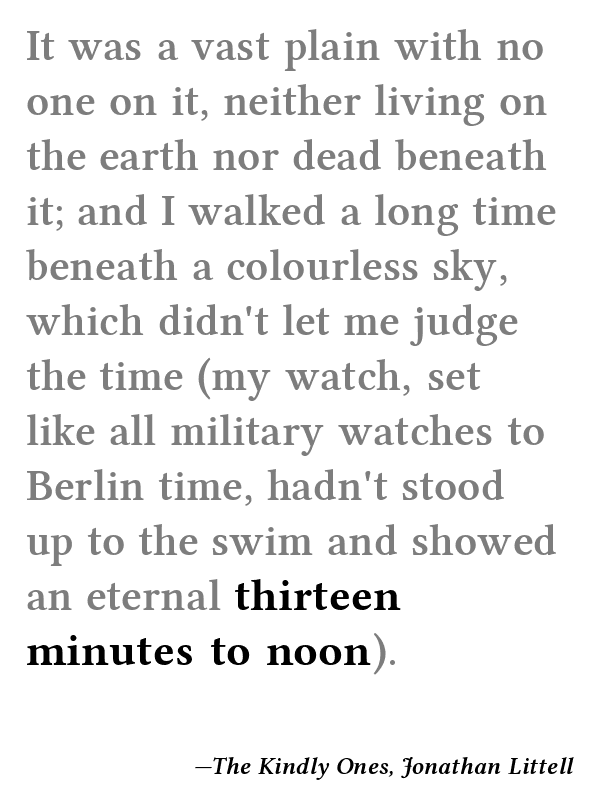 It was a vast plain with no
one on it, neither living on
the earth nor dead beneath
it; and I walked a long time
beneath a colourless sky,
which didn't let me judge
the time (my watch, set
like all military watches to
Berlin time, hadn't stood
up to the swim and showed
an eternal thirteen
minutes to noon).
—The Kindly Ones, Jonathan Littell